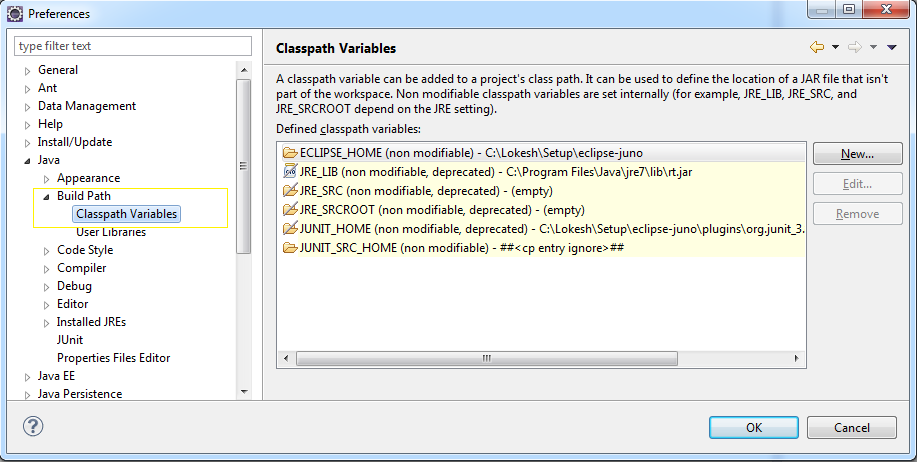 Preferences
type filter text
General
Ant
Data Management
Help
Install/Update
Java
Appearance
Build Path
Classpath Variables
User Libraries
Code Style
Compiler
Debug
Editor
Installed JREs
JUnit
Properties Files Editor
Java EE
Java Persistence
Classpath Variables
A classpath variable can be added to a project's class path. It can be used to define the location of a JAR file that isn't
part of the workspace. Non modifiable classpath variables are set internally (for example, JRE_LIB, JRE_SRC, and
JRE_SRCROOT depend on the JRE setting).
Defined classpath variables:
ECLIPSE_HOME (non modifiable) - C:\Lokesh\Setup\eclipse-juno
JRE_LIB (non modifiable, deprecated) - C:\Program Files\Java\jre7\lib\rt.jar
JRE_SRC (non modifiable, deprecated) - (empty)
JRE_SRCROOT (non modifiable, deprecated) - (empty)
JUNIT_HOME (non modifiable, deprecated) - C:\Lokesh\Setup\eclipse-juno\plugins\org.junit_3.
JUNIT_SRC_HOME (non modifiable) - ##<cp entry ignore>##
New...
Edit...
Remove
OK
Cancel